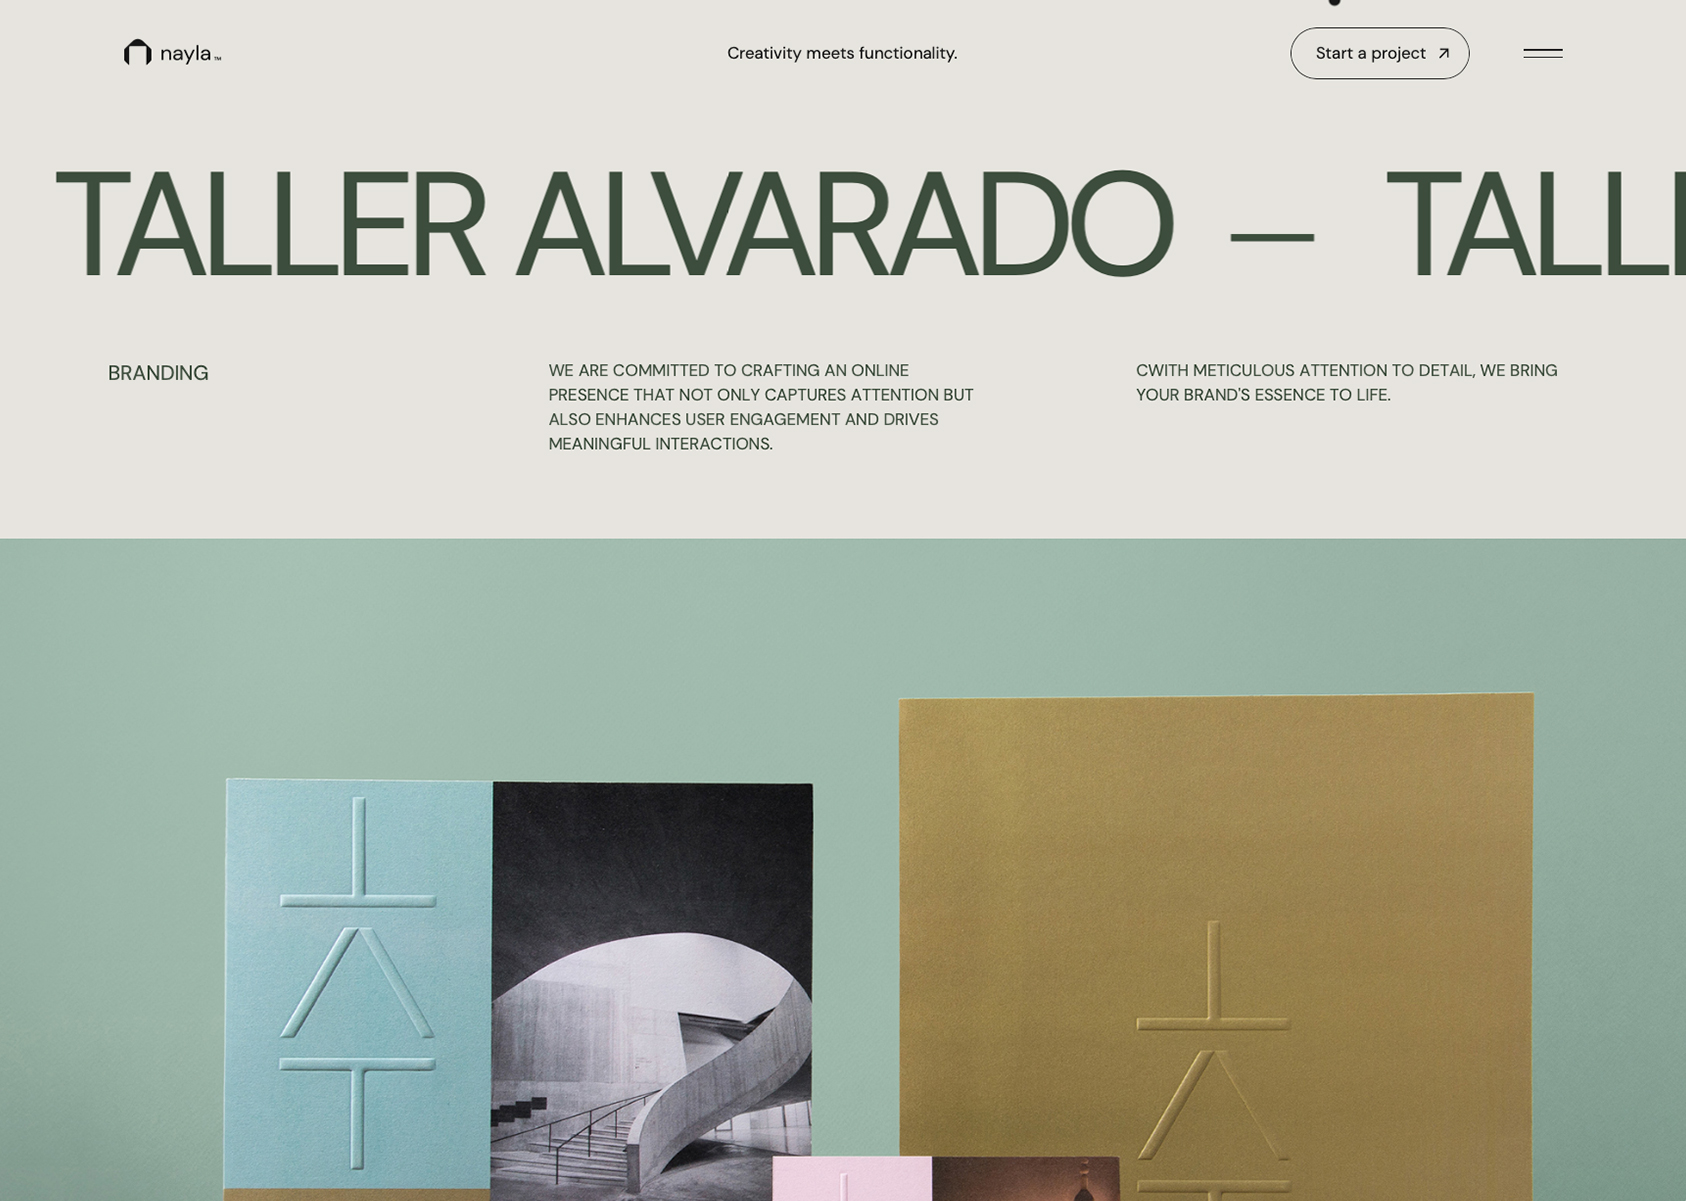 nayla™
Creativity meets functionality.
Start a project
TALLER ALVARADO — TALLE
BRANDING
WE ARE COMMITTED TO CRAFTING AN ONLINE
PRESENCE THAT NOT ONLY CAPTURES ATTENTION BUT
ALSO ENHANCES USER ENGAGEMENT AND DRIVES
MEANINGFUL INTERACTIONS.
CWITH METICULOUS ATTENTION TO DETAIL, WE BRING
YOUR BRAND'S ESSENCE TO LIFE.